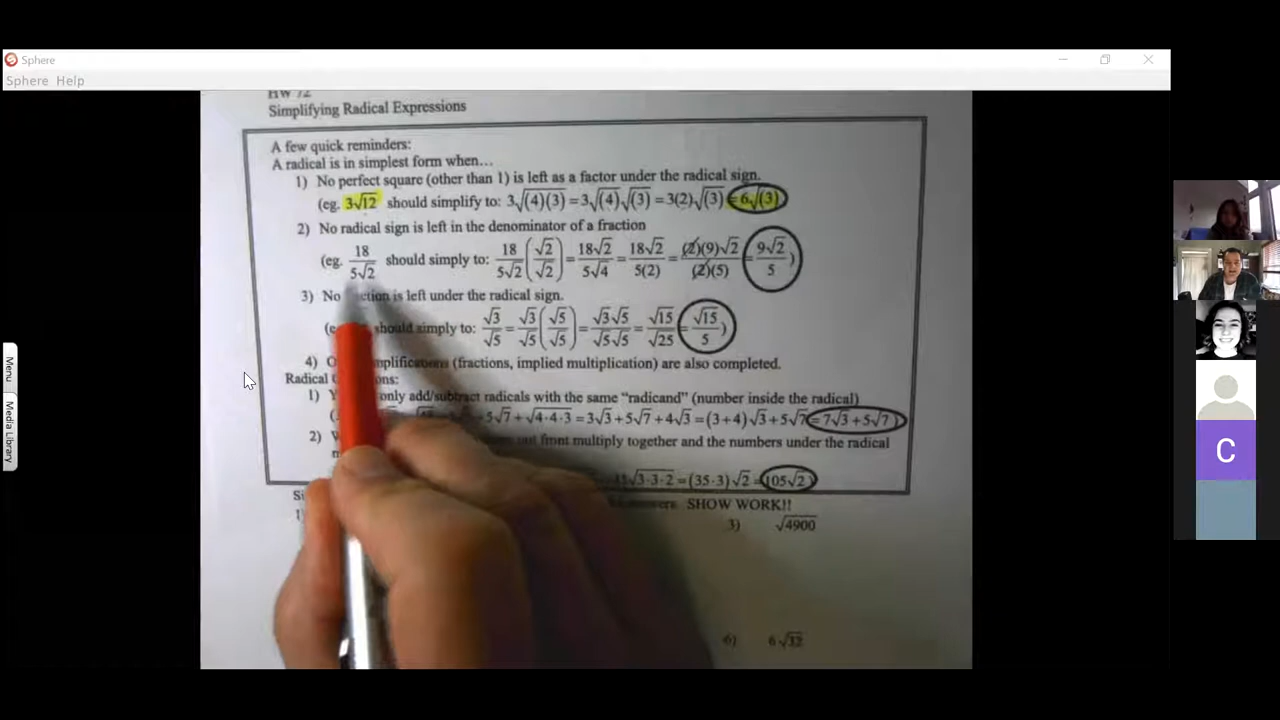 Sphere
Sphere Help
Simplifying Radical Expressions
A few quick reminders:
A radical is in simplest form when...
1) No perfect square (other than 1) is left as a factor under the radical sign.
(eg. 3√12 should simplify to: 3√(4)(3) = 3√(4)√(3) = 3(2)√(3) = 6√(3)
2) No radical sign is left in the denominator of a fraction
(eg. 18/5√2 should simply to: 18/5√2 (√2/√2) = 18√2/5√4 = 18√2/5(2) = (2)(9)√2/(2)(5) = 9√2/5 )
3) No fraction is left under the radical sign.
should simply to: √3/√5 = √3/√5 (√5/√5) = √3√5/√5√5 = √15/√25 = √15/5 )
4) (fractions, implied multiplication) are also completed.
Radical
1) only add/subtract radicals with the same "radicand" (number inside the radical)
5√7 + √4·4·3 = 3√3 + 5√7 + 4√3 = (3+4)√3 + 5√7 = 7√3 + 5√7 )
2) out front multiply together and the numbers under the radical
√3·3·2 = (35·3)√2 = 105√2 )
SHOW WORK!!
1)
3) √4900
6) 6√32
Menu
Media Library
C